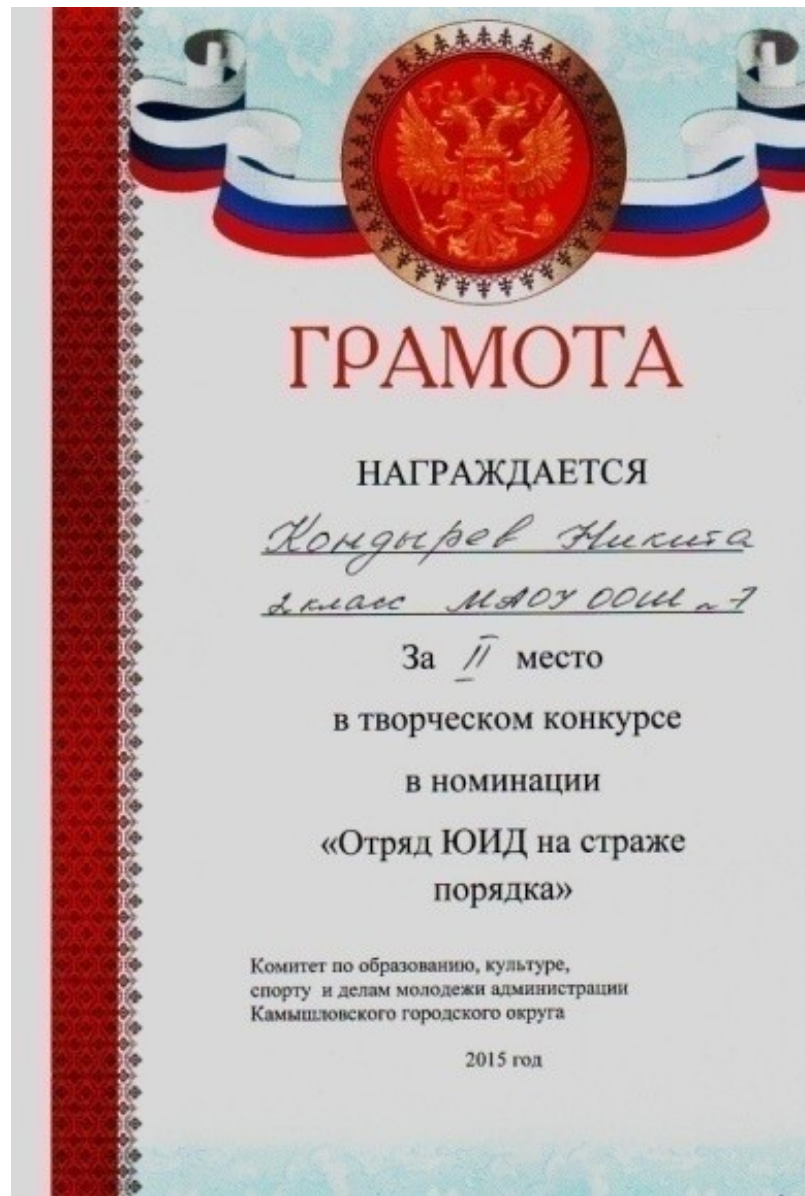 ГРАМОТА
НАГРАЖДАЕТСЯ
Кондырев Никита
2 класс МАОУ ООШ № 7
За II место
в творческом конкурсе
в номинации
«Отряд ЮИД на страже
порядка»
Комитет по образованию, культуре,
спорту и делам молодежи администрации
Камышловского городского округа
2015 год